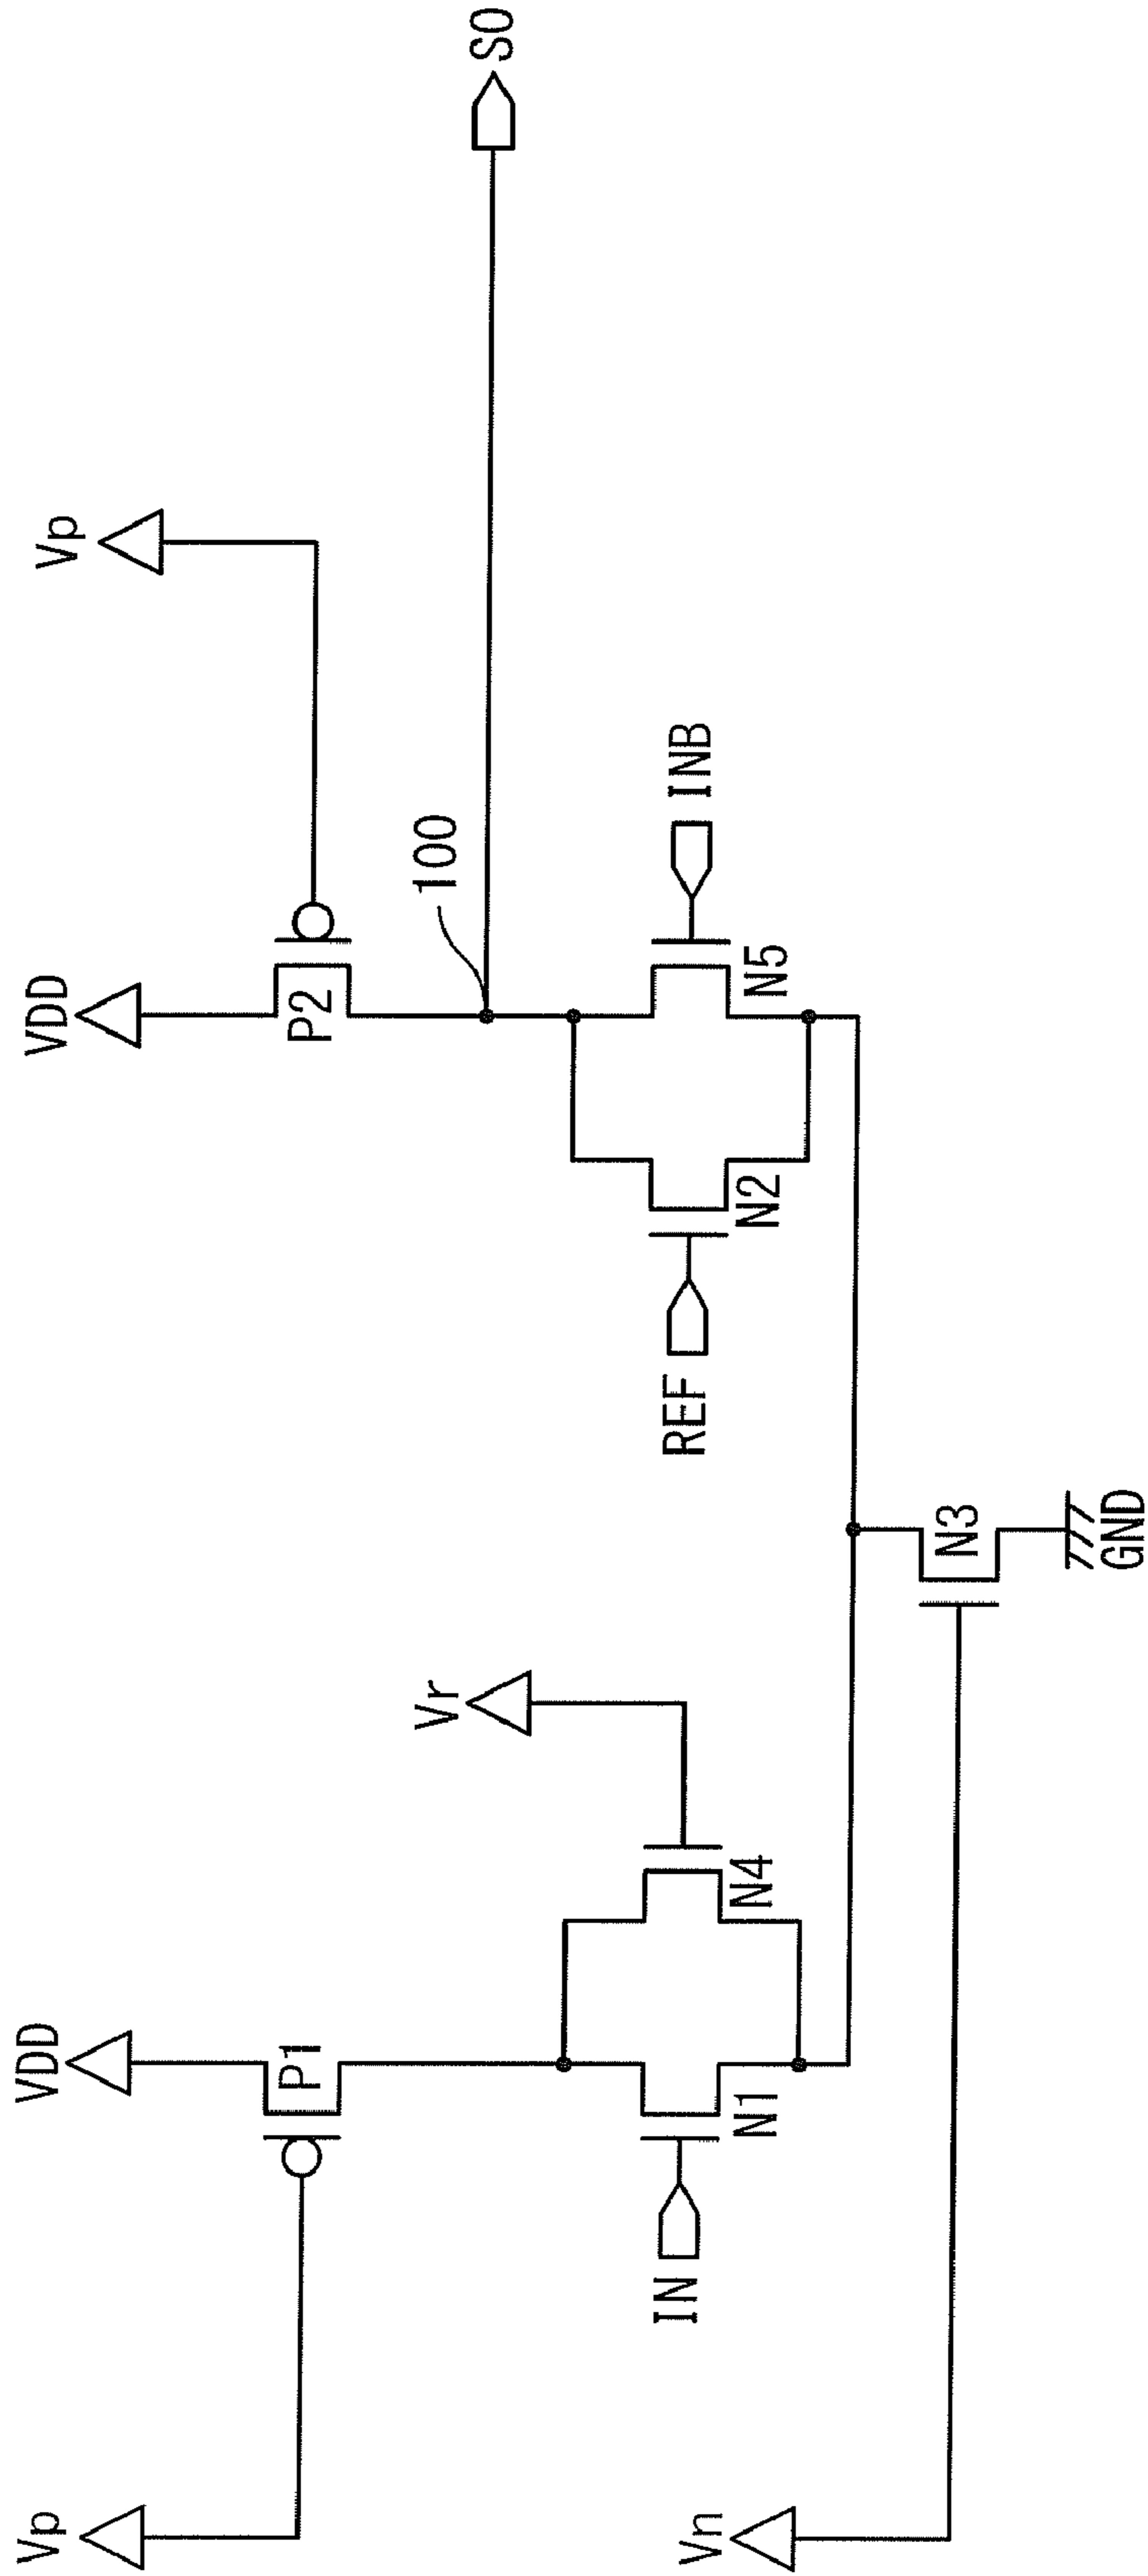 Vp
VDD
P1
VDD
P2
Vp
100
SO
Vr
IN
N1
N4
REF
N2
N5
INB
Vn
N3
GND